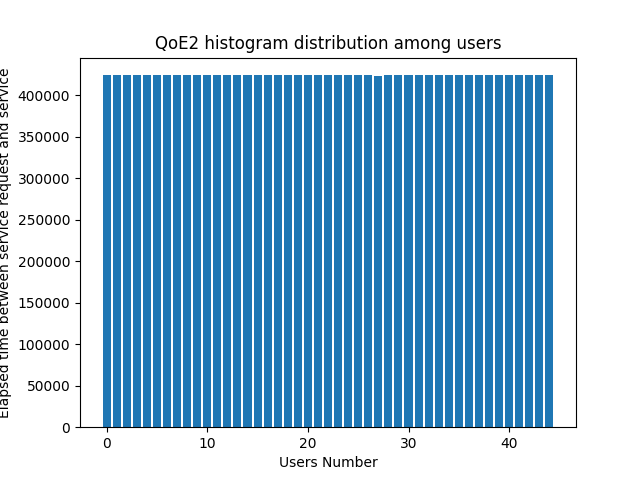 QoE2 histogram distribution among users
Elapsed time between service request and service
400000
350000
300000
250000
200000
150000
100000
50000
0
0 10 20 30 40
Users Number